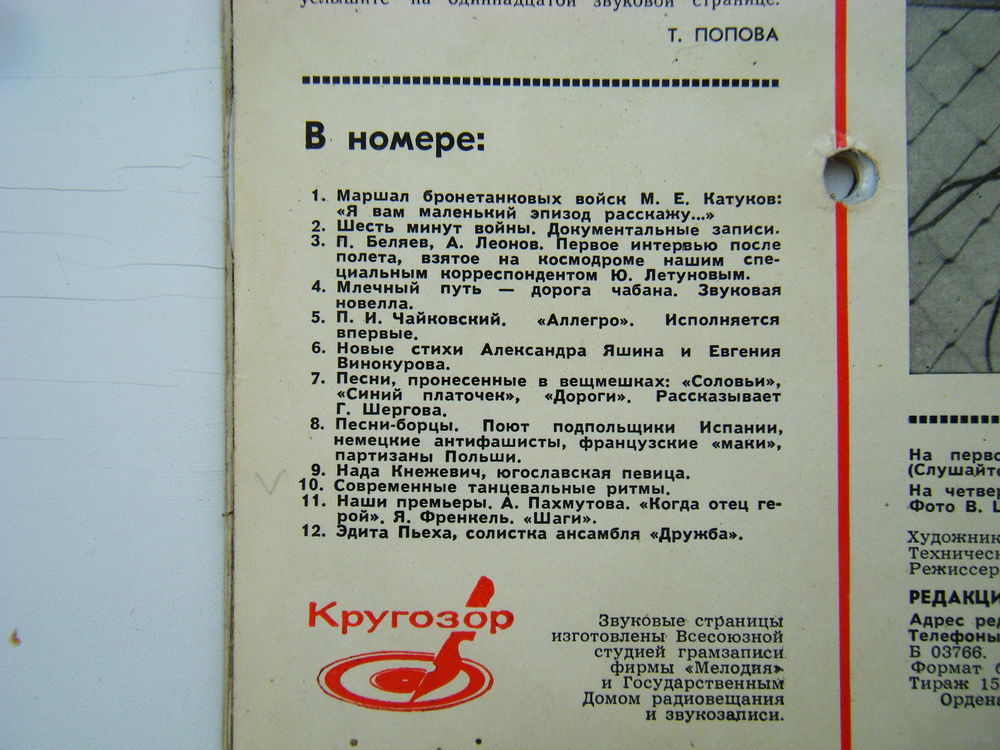 услышите на одиннадцатой звуковой странице.
Т. ПОПОВА
В номере:
1. Маршал бронетанковых войск М. Е. Катуков:
«Я вам маленький эпизод расскажу...»
2. Шесть минут войны. Документальные записи.
3. П. Беляев, А. Леонов. Первое интервью после
полета, взятое на космодроме нашим спе-
циальным корреспондентом Ю. Летуновым.
4. Млечный путь — дорога чабана. Звуковая
новелла.
5. П. И. Чайковский. «Аллегро». Исполняется
впервые.
6. Новые стихи Александра Яшина и Евгения
Винокурова.
7. Песни, пронесенные в вещмешках: «Соловьи»,
«Синий платочек», «Дороги». Рассказывает
Г. Шергова.
8. Песни-борцы. Поют подпольщики Испании,
немецкие антифашисты, французские «маки»,
партизаны Польши.
9. Нада Кнежевич, югославская певица.
10. Современные танцевальные ритмы.
11. Наши премьеры. А. Пахмутова. «Когда отец ге-
рой». Я. Френкель. «Шаги».
12. Эдита Пьеха, солистка ансамбля «Дружба».
Кругозор
Звуковые страницы
изготовлены Всесоюзной
студией грамзаписи
фирмы «Мелодия»
и Государственным
Домом радиовещания
и звукозаписи.
На перво
(Слушайте
На четвер
Фото В. Ц
Художник
Техническ
Режиссер
РЕДАКЦИ
Адрес ред
Телефоны
Б 03766.
Формат
Тираж 15
Ордена